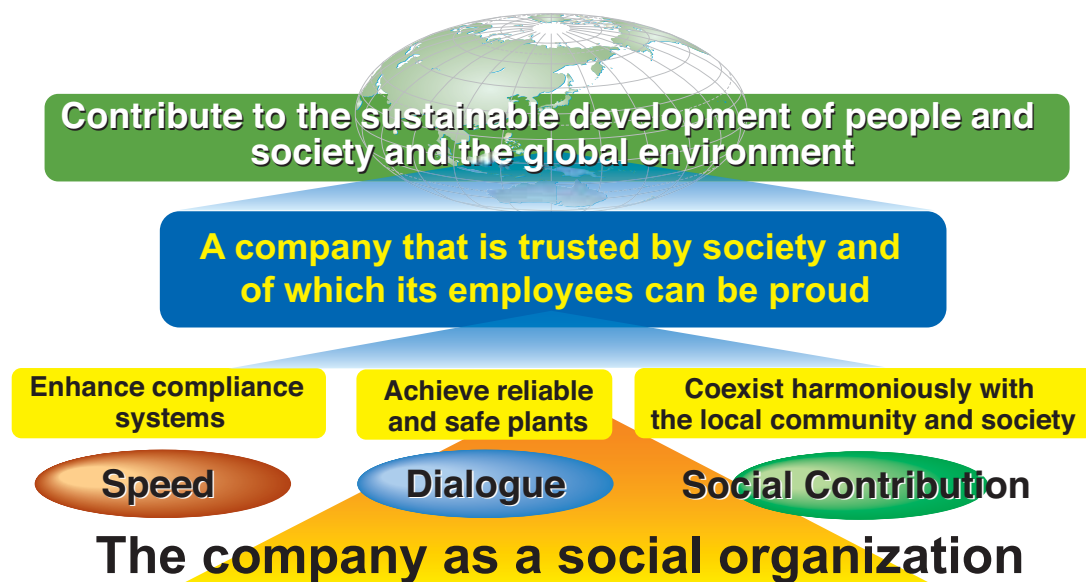 Contribute to the sustainable development of people and
society and the global environment
A company that is trusted by society and
of which its employees can be proud
Enhance compliance
systems
Achieve reliable
and safe plants
Coexist harmoniously with
the local community and society
Speed
Dialogue
Social Contribution
The company as a social organization